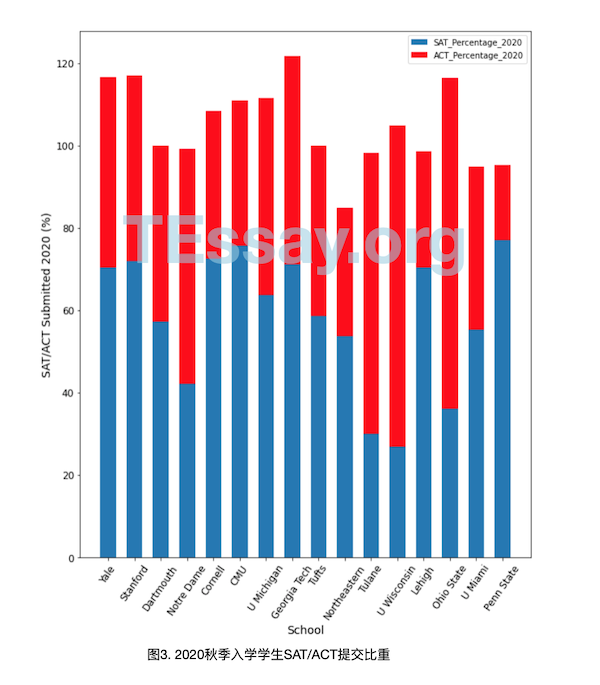 SAT_Percentage_2020
ACT_Percentage_2020
120
100
80
60
40
20
0
SAT/ACT Submitted 2020 (%)
TEssay.org
Yale
Stanford
Dartmouth
Notre Dame
Cornell
CMU
U Michigan
Georgia Tech
Tufts
Northeastern
Tulane
U Wisconsin
Lehigh
Ohio State
U Miami
Penn State
School
图3. 2020秋季入学学生SAT/ACT提交比重